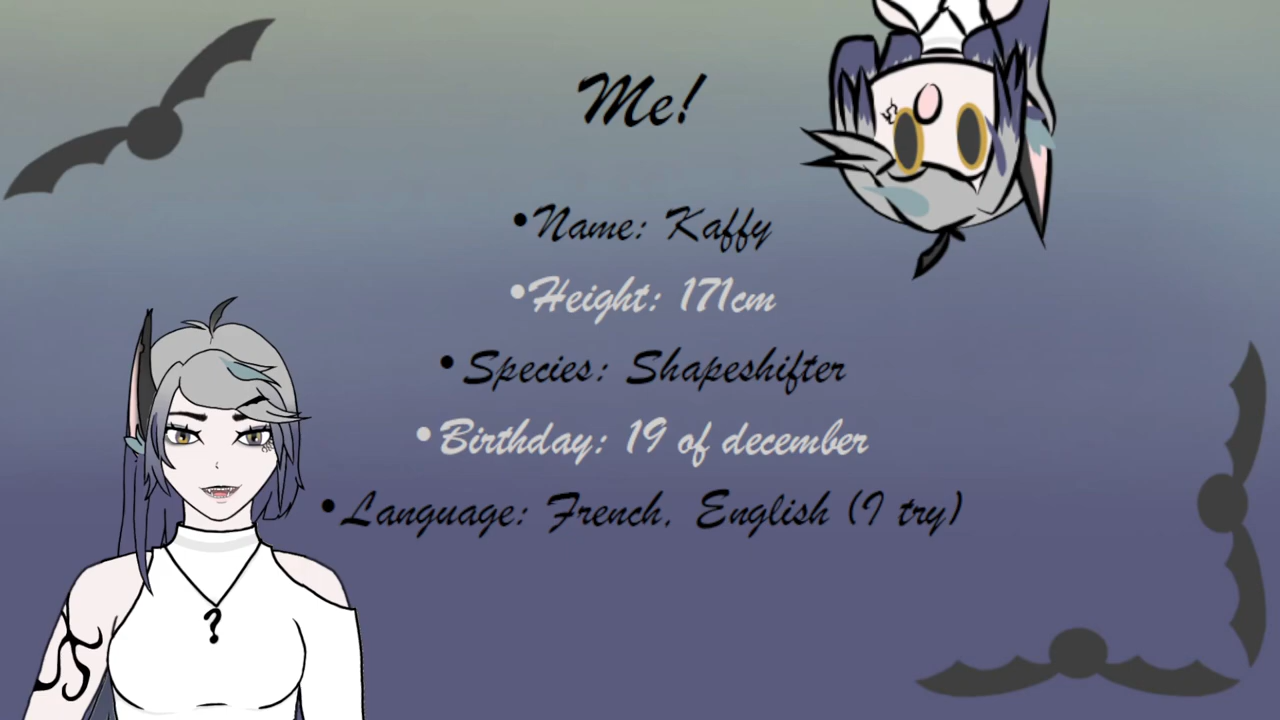 Me!
•Name: Kaffy
•Height: 171cm
• Species: Shapeshifter
•Birthday: 19 of december
• Language: French, English (I try)
?